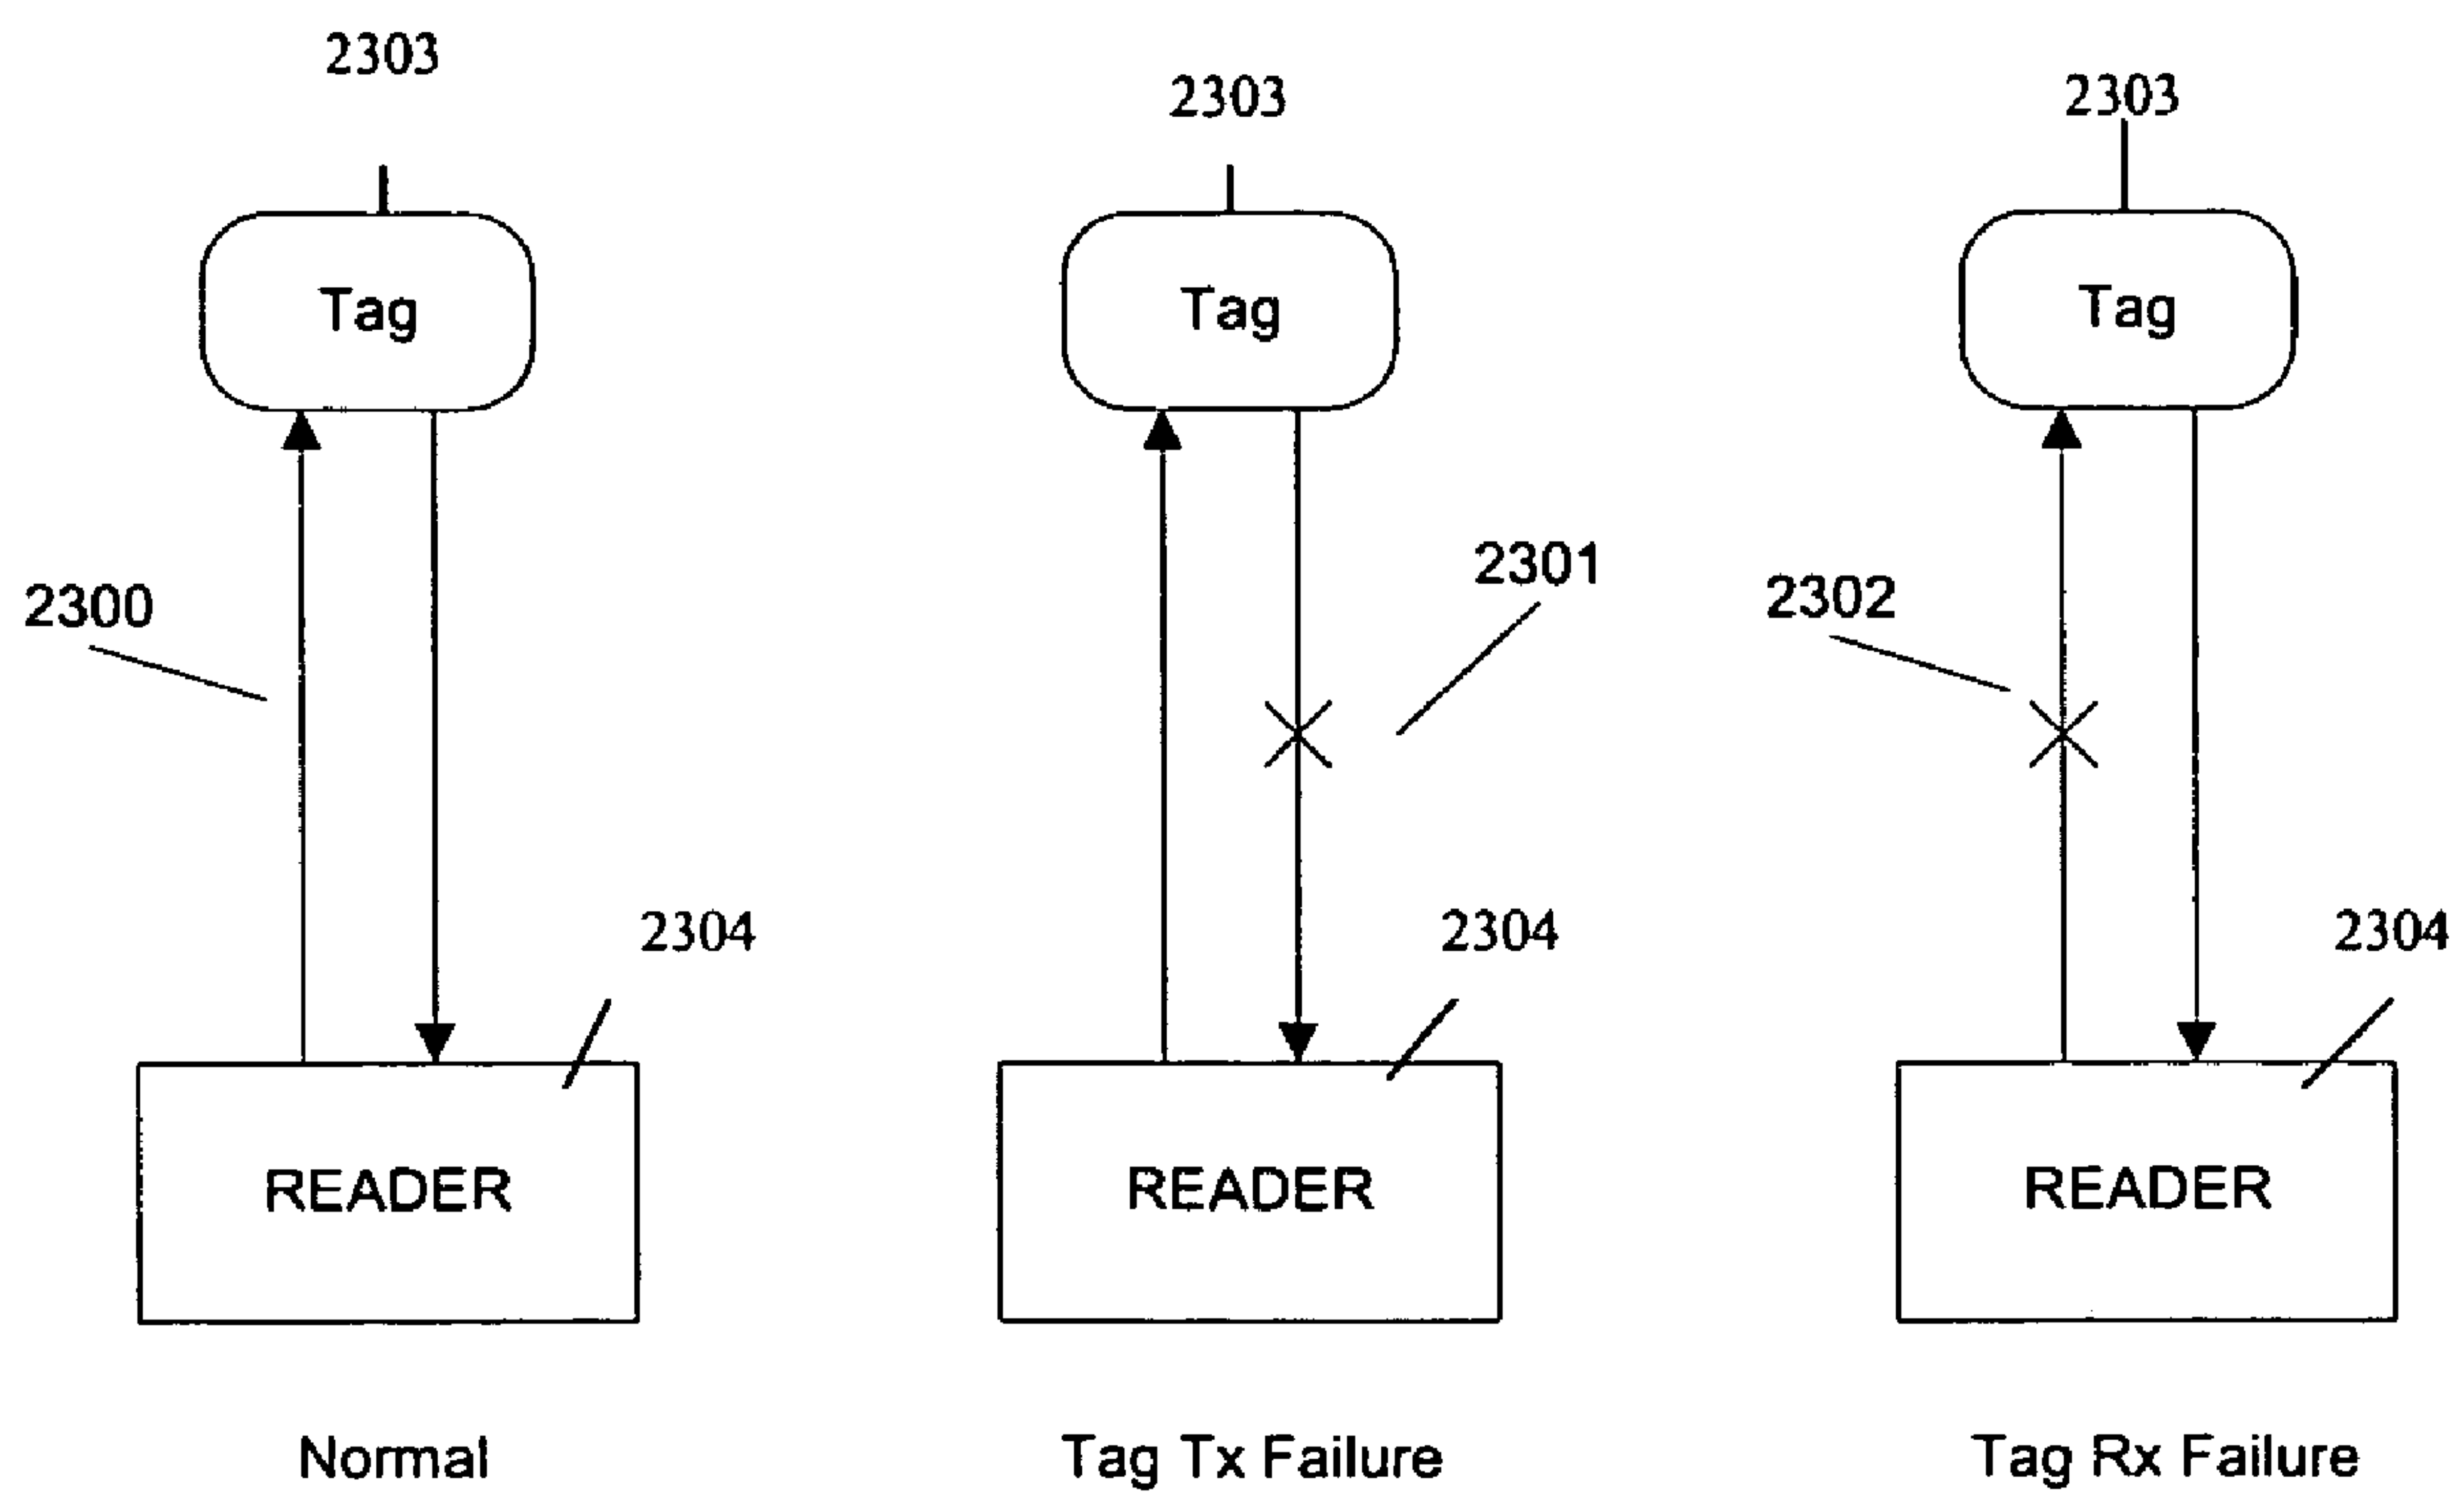 2303
2303
2303
Tag
Tag
Tag
2300
2301
2302
2304
2304
2304
READER
READER
READER
Normal
Tag Tx Failure
Tag Rx Failure